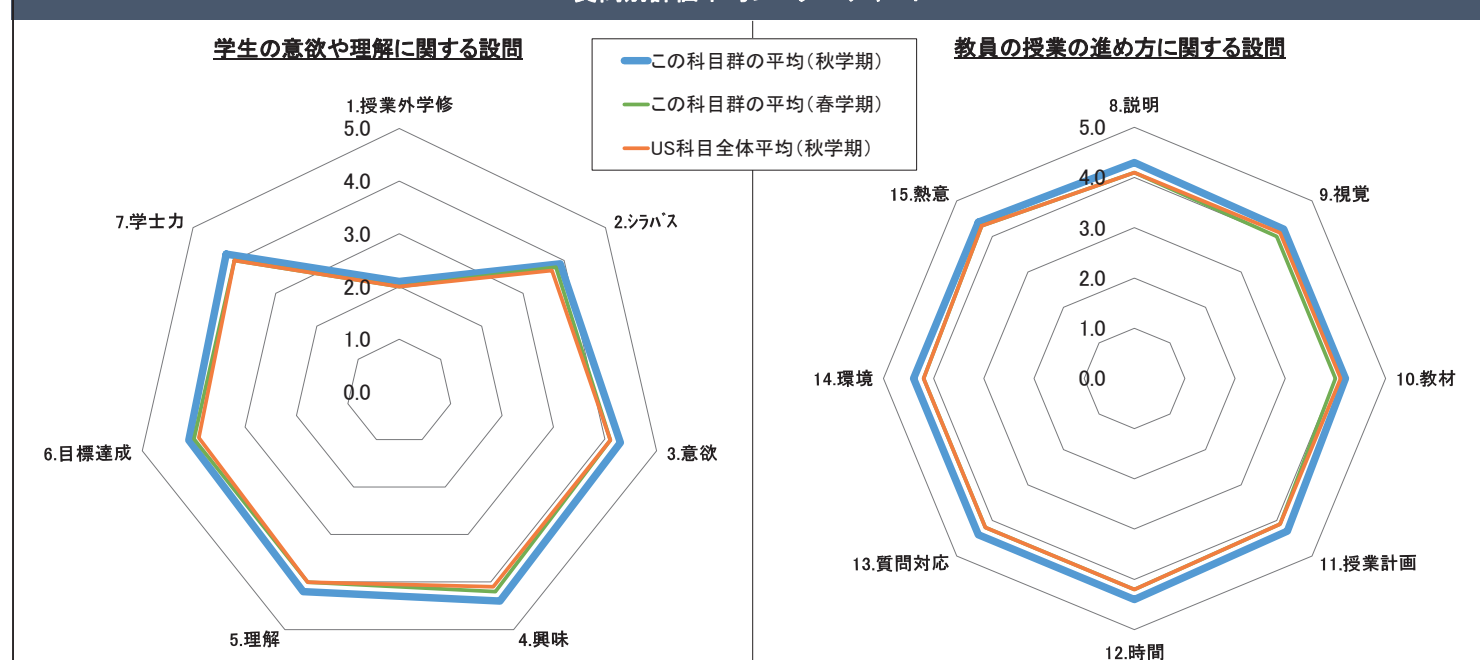 学生の意欲や理解に関する設問
この科目群の平均(秋学期)
この科目群の平均(春学期)
US科目全体平均(秋学期)
教員の授業の進め方に関する設問
1.授業外学修
5.0
4.0
3.0
2.0
1.0
0.0
2.シラバス
3.意欲
4.興味
5.理解
6.目標達成
7.学士力
8.説明
5.0
4.0
3.0
2.0
1.0
0.0
9.視覚
10.教材
11.授業計画
12.時間
13.質問対応
14.環境
15.熱意